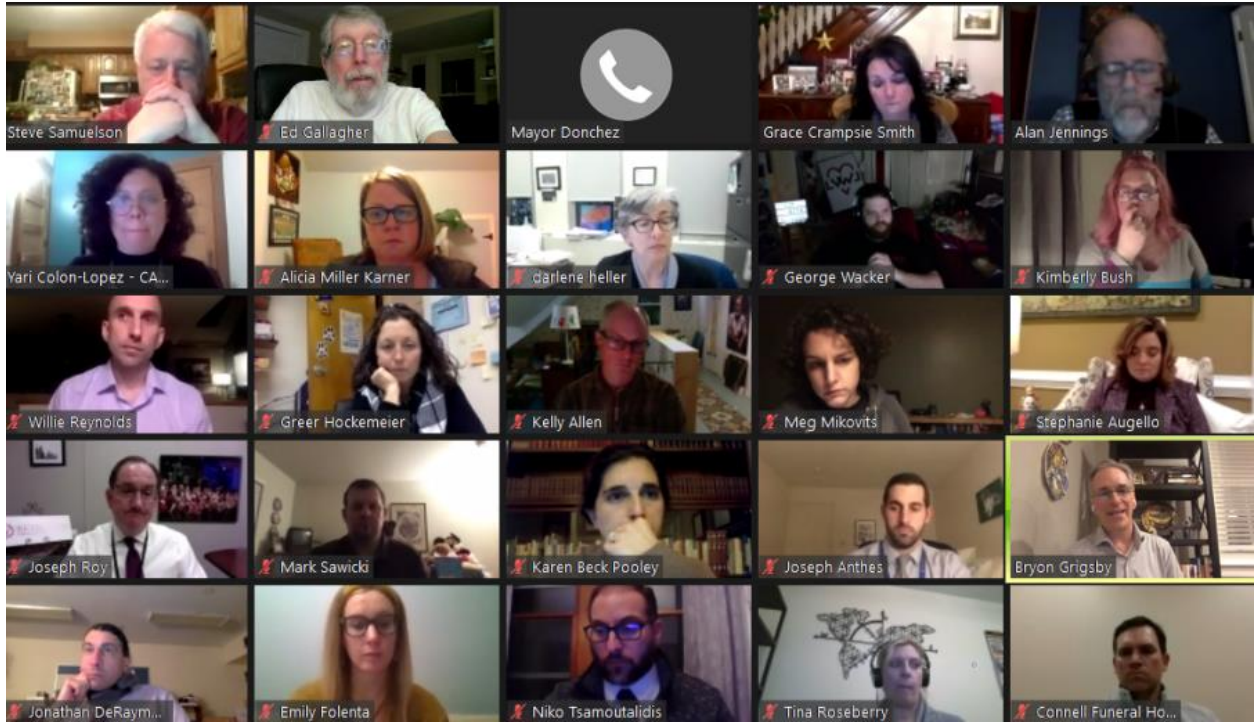 Steve Samuelson
Ed Gallagher
Mayor Donchez
Grace Crampsie Smith
Alan Jennings
Yari Colon-Lopez - CA...
Alicia Miller Karner
darlene heller
George Wacker
Kimberly Bush
Willie Reynolds
Greer Hockemeier
Kelly Allen
Meg Mikovits
Stephanie Augello
Joseph Roy
Mark Sawicki
Karen Beck Pooley
Joseph Anthes
Bryon Grigsby
Jonathan DeRaym...
Emily Folenta
Niko Tsamoutalidis
Tina Roseberry
Connell Funeral Ho...